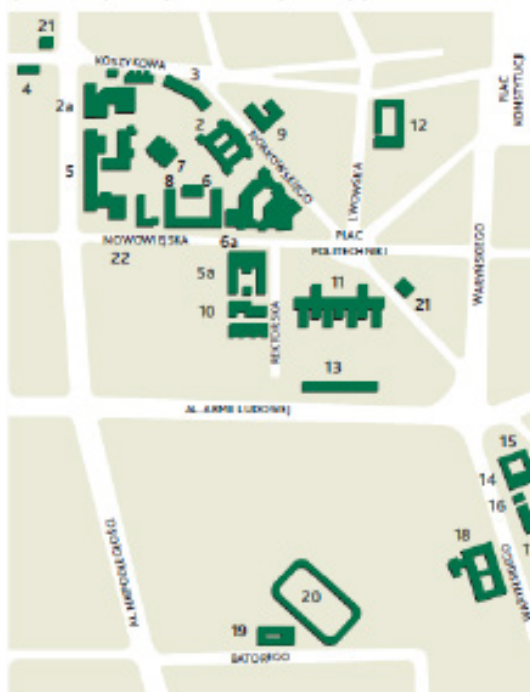 21
KOSZYKOWA
4
3
2a
2
9
12
PLAC
KONSTYTUCJI
5
7
8
6
NOAKOWSKIEGO
LWOWSKA
NOWOWIEJSKA
6a
PLAC
POLITECHNIKI
WARYŃSKIEGO
22
5a
11
10
21
REKTORSKA
13
AL. ARMII LUDOWEJ
15
14
16
1
18
WARYŃSKIEGO
AL. NIEPODLEGŁOŚCI
20
19
BATOREGO